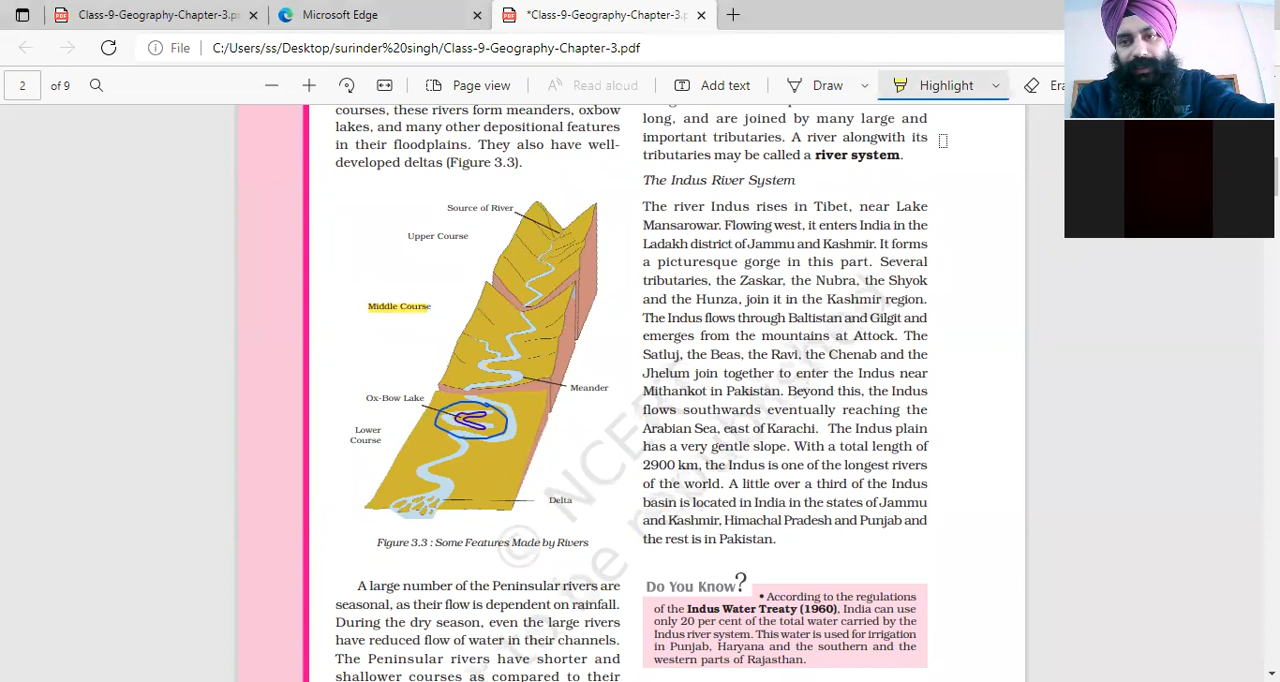 Class-9-Geography-Chapter-3.p
Microsoft Edge
*Class-9-Geography-Chapter-3.p
File
C:/Users/ss/Desktop/surinder%20singh/Class-9-Geography-Chapter-3.pdf
2
of 9
Page view
Read aloud
Add text
Draw
Highlight
courses, these rivers form meanders, oxbow
lakes, and many other depositional features
in their floodplains. They also have well-
developed deltas (Figure 3.3).
Source of River
Upper Course
Middle Course
Meander
Ox-Bow Lake
Lower
Course
Delta
Figure 3.3 : Some Features Made by Rivers
A large number of the Peninsular rivers are
seasonal, as their flow is dependent on rainfall.
During the dry season, even the large rivers
have reduced flow of water in their channels.
The Peninsular rivers have shorter and
shallower courses as compared to their
long, and are joined by many large and
important tributaries. A river alongwith its
tributaries may be called a river system.
The Indus River System
The river Indus rises in Tibet, near Lake
Mansarowar. Flowing west, it enters India in the
Ladakh district of Jammu and Kashmir. It forms
a picturesque gorge in this part. Several
tributaries, the Zaskar, the Nubra, the Shyok
and the Hunza, join it in the Kashmir region.
The Indus flows through Baltistan and Gilgit and
emerges from the mountains at Attock. The
Satluj, the Beas, the Ravi, the Chenab and the
Jhelum join together to enter the Indus near
Mithankot in Pakistan. Beyond this, the Indus
flows southwards eventually reaching the
Arabian Sea, east of Karachi. The Indus plain
has a very gentle slope. With a total length of
2900 km, the Indus is one of the longest rivers
of the world. A little over a third of the Indus
basin is located in India in the states of Jammu
and Kashmir, Himachal Pradesh and Punjab and
the rest is in Pakistan.
Do You Know?
• According to the regulations
of the Indus Water Treaty (1960), India can use
only 20 per cent of the total water carried by the
Indus river system. This water is used for irrigation
in Punjab, Haryana and the southern and the
western parts of Rajasthan.
© NCERT